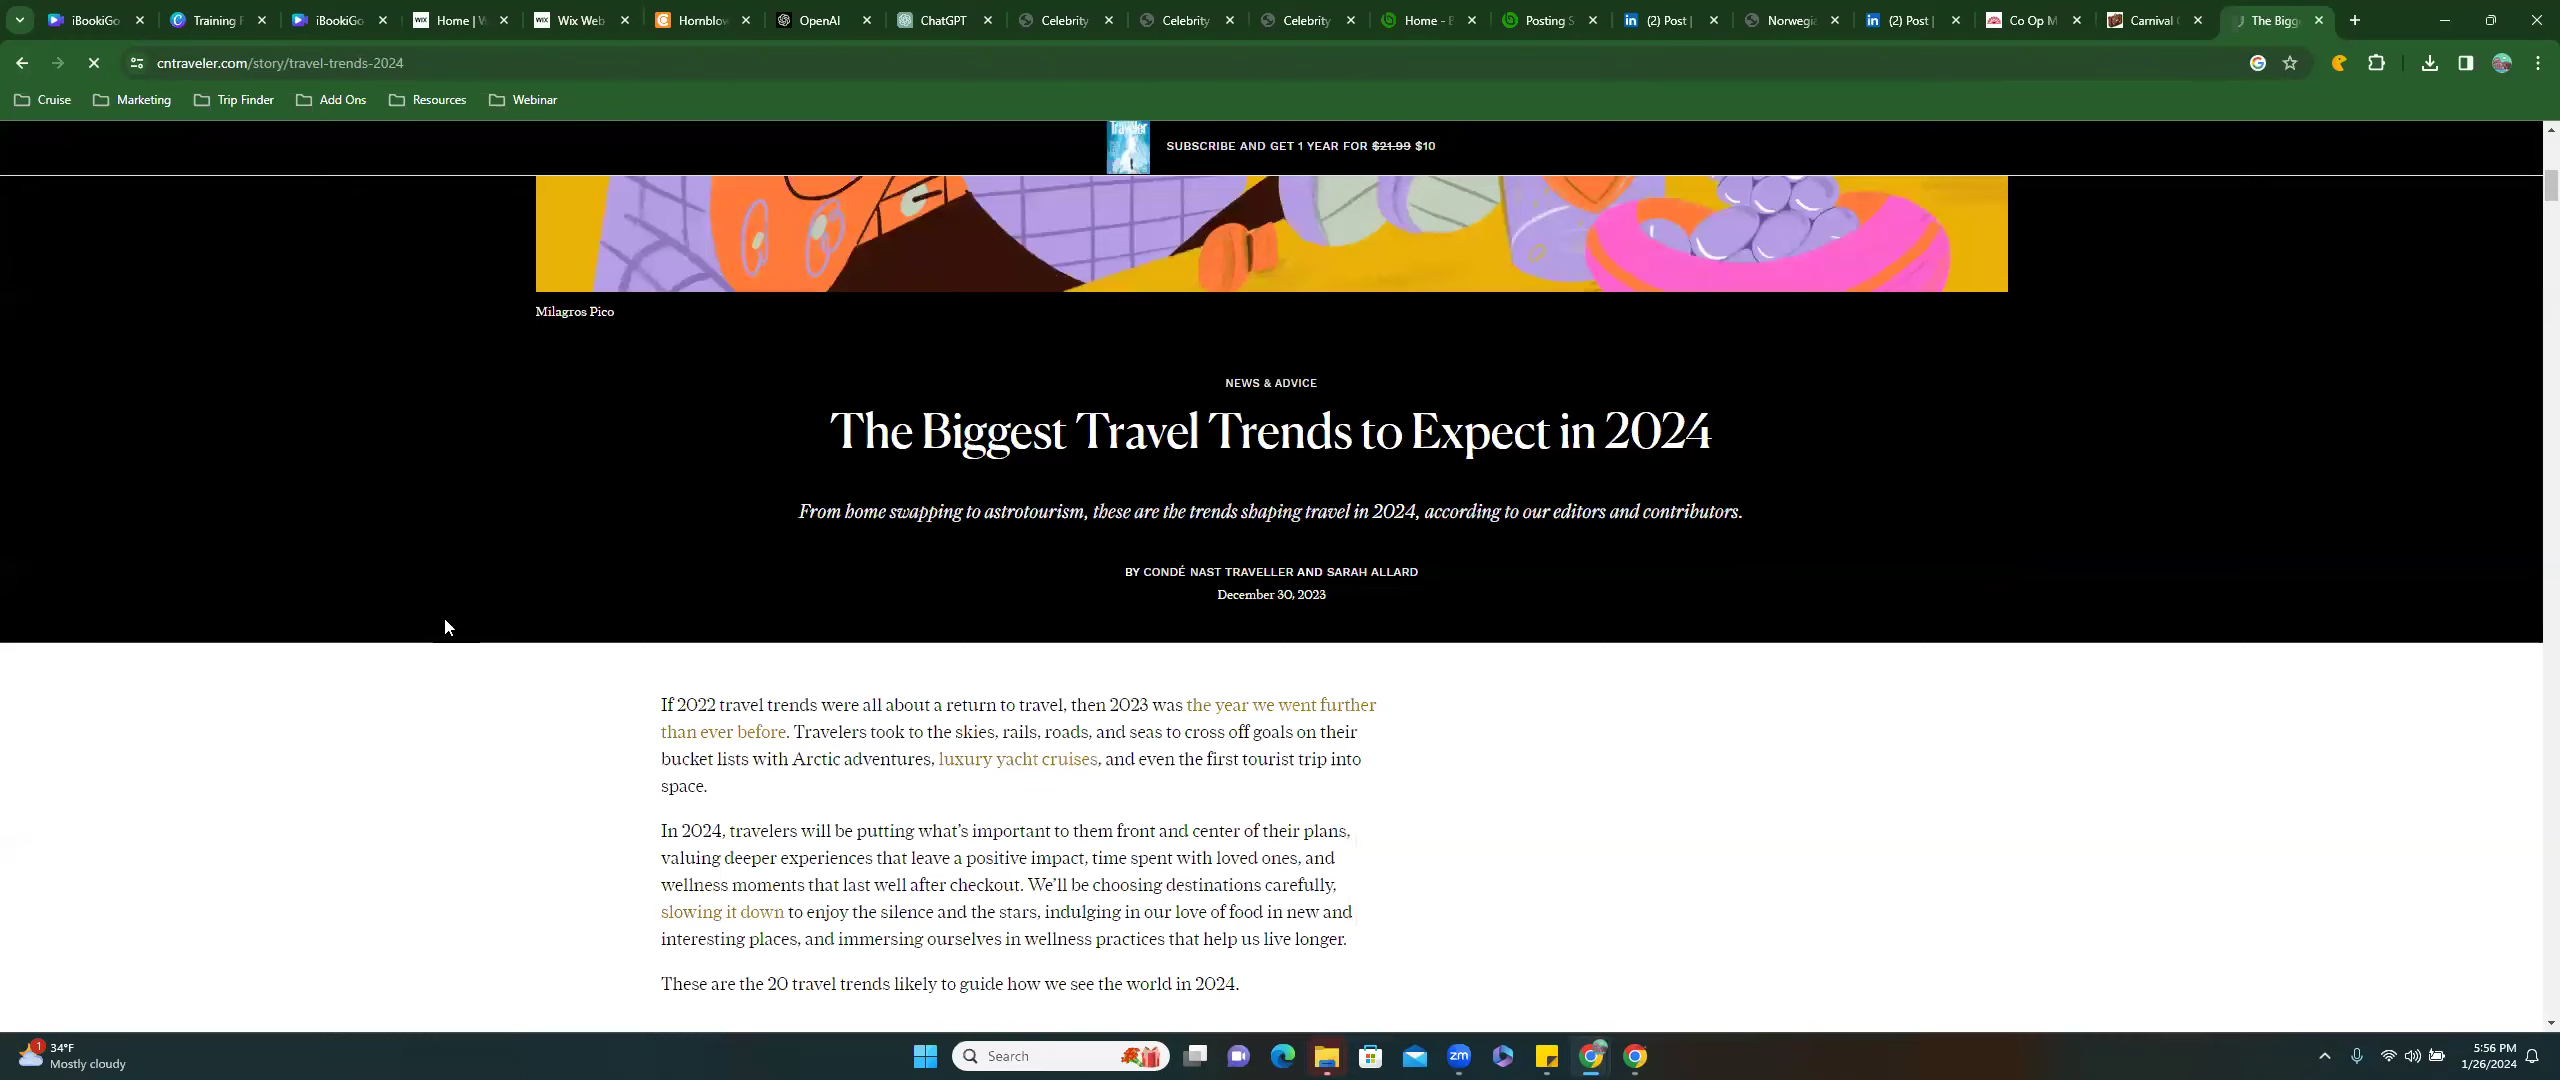 iBookiGo
Training F
iBookiGo
Home | W
Wix Web
Hornblow
OpenAI
ChatGPT
Celebrity
Celebrity
Celebrity
Home - E
Posting S
(2) Post |
Norwegia
(2) Post |
Co Op M
Carnival
The Bigg
cntraveler.com/story/travel-trends-2024
Cruise
Marketing
Trip Finder
Add Ons
Resources
Webinar
SUBSCRIBE AND GET 1 YEAR FOR $21.99 $10
Milagros Pico
NEWS & ADVICE
The Biggest Travel Trends to Expect in 2024
From home swapping to astrotourism, these are the trends shaping travel in 2024, according to our editors and contributors.
BY CONDÉ NAST TRAVELLER AND SARAH ALLARD
December 30, 2023
If 2022 travel trends were all about a return to travel, then 2023 was the year we went further
than ever before. Travelers took to the skies, rails, roads, and seas to cross off goals on their
bucket lists with Arctic adventures, luxury yacht cruises, and even the first tourist trip into
space.
In 2024, travelers will be putting what's important to them front and center of their plans,
valuing deeper experiences that leave a positive impact, time spent with loved ones, and
wellness moments that last well after checkout. We'll be choosing destinations carefully,
slowing it down to enjoy the silence and the stars, indulging in our love of food in new and
interesting places, and immersing ourselves in wellness practices that help us live longer.
These are the 20 travel trends likely to guide how we see the world in 2024.
1
34°F
Mostly cloudy
Search
zm
5:56 PM
1/26/2024